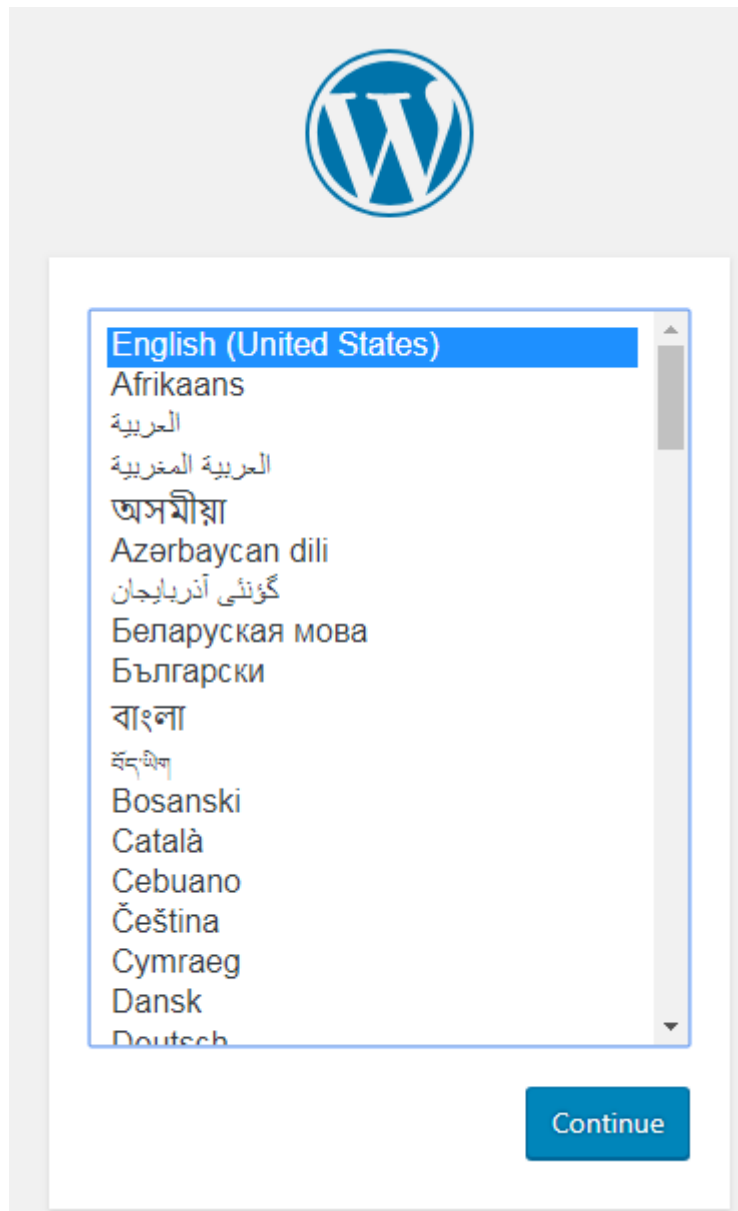 English (United States)
Afrikaans
العربية
العربية المغربية
অসমীয়া
Azərbaycan dili
گؤنئی آذربایجان
Беларуская мова
Български
বাংলা
བོད་ཡིག
Bosanski
Català
Cebuano
Čeština
Cymraeg
Dansk
Deutsch
Continue